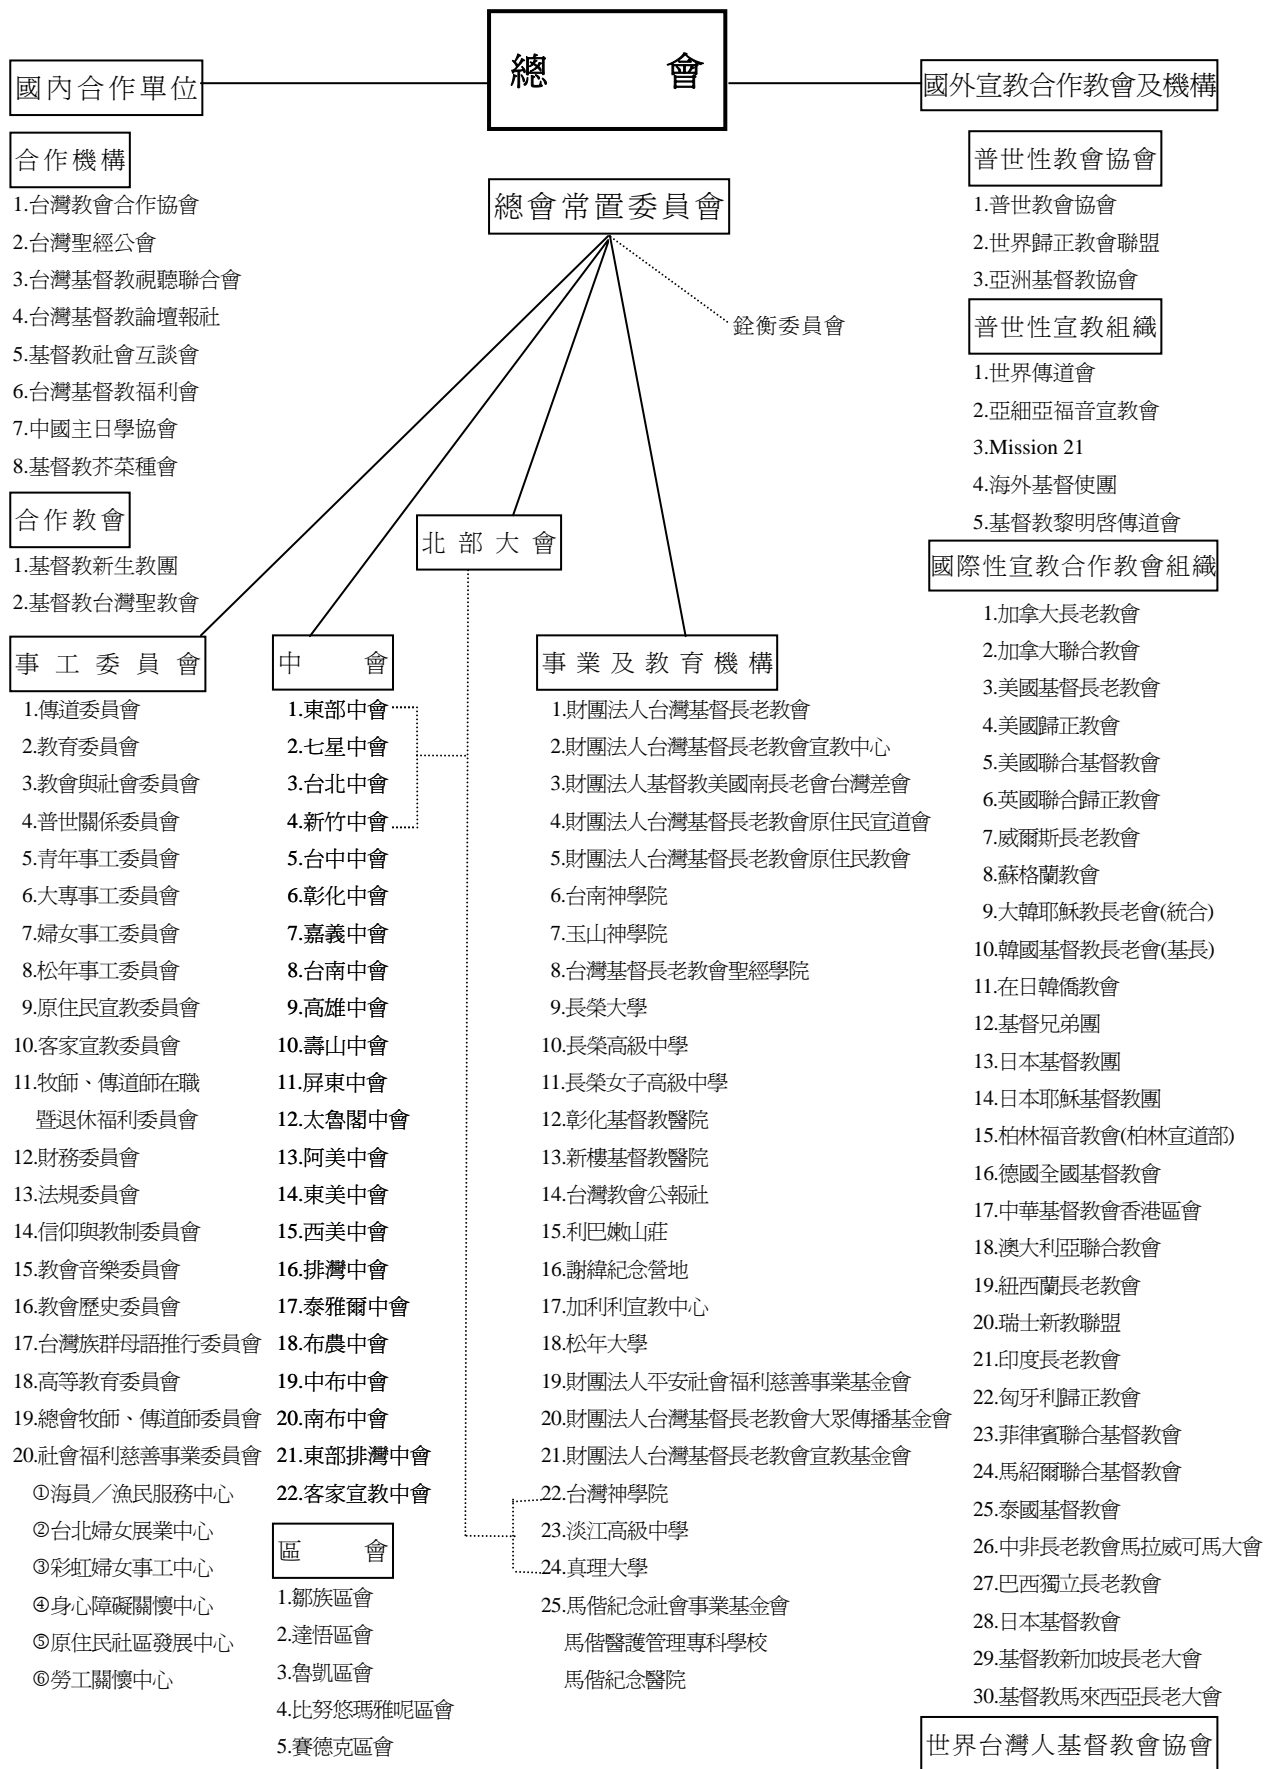 總會
國內合作單位
國外宣教合作教會及機構
合作機構
1.台灣教會合作協會
2.台灣聖經公會
3.台灣基督教視聽聯合會
4.台灣基督教論壇報社
5.基督教社會互談會
6.台灣基督教福利會
7.中國主日學協會
8.基督教芥菜種會
合作教會
1.基督教新生教團
2.基督教台灣聖教會
總會常置委員會
銓衡委員會
北部大會
普世性教會協會
1.普世教會協會
2.世界歸正教會聯盟
3.亞洲基督教協會
普世性宣教組織
1.世界傳道會
2.亞細亞福音宣教會
3.Mission 21
4.海外基督使團
5.基督教黎明啓傳道會
國際性宣教合作教會組織
1.加拿大長老教會
2.加拿大聯合教會
3.美國基督長老教會
4.美國歸正教會
5.美國聯合基督教會
6.英國聯合歸正教會
7.威爾斯長老教會
8.蘇格蘭教會
9.大韓耶穌教長老會(統合)
10.韓國基督教長老會(基長)
11.在日韓僑教會
12.基督兄弟團
13.日本基督教團
14.日本耶穌基督教團
15.柏林福音教會(柏林宣道部)
16.德國全國基督教會
17.中華基督教會香港區會
18.澳大利亞聯合教會
19.紐西蘭長老教會
20.瑞士新教聯盟
21.印度長老教會
22.匈牙利歸正教會
23.菲律賓聯合基督教會
24.馬紹爾聯合基督教會
25.泰國基督教會
26.中非長老教會馬拉威可馬大會
27.巴西獨立長老教會
28.日本基督教會
29.基督教新加坡長老大會
30.基督教馬來西亞長老大會
世界台灣人基督教會協會
事工委員會
1.傳道委員會
2.教育委員會
3.教會與社會委員會
4.普世關係委員會
5.青年事工委員會
6.大專事工委員會
7.婦女事工委員會
8.松年事工委員會
9.原住民宣教委員會
10.客家宣教委員會
11.牧師、傳道師在職
暨退休福利委員會
12.財務委員會
13.法規委員會
14.信仰與教制委員會
15.教會音樂委員會
16.教會歷史委員會
17.台灣族群母語推行委員會
18.高等教育委員會
19.總會牧師、傳道師委員會
20.社會福利慈善事業委員會
①海員／漁民服務中心
②台北婦女展業中心
③彩虹婦女事工中心
④身心障礙關懷中心
⑤原住民社區發展中心
⑥勞工關懷中心
中會
1.東部中會
2.七星中會
3.台北中會
4.新竹中會
5.台中中會
6.彰化中會
7.嘉義中會
8.台南中會
9.高雄中會
10.壽山中會
11.屏東中會
12.太魯閣中會
13.阿美中會
14.東美中會
15.西美中會
16.排灣中會
17.泰雅爾中會
18.布農中會
19.中布中會
20.南布中會
21.東部排灣中會
22.客家宣教中會
區會
1.鄒族區會
2.達悟區會
3.魯凱區會
4.比努悠瑪雅呢區會
5.賽德克區會
事業及教育機構
1.財團法人台灣基督長老教會
2.財團法人台灣基督長老教會宣教中心
3.財團法人基督教美國南長老會台灣差會
4.財團法人台灣基督長老教會原住民宣道會
5.財團法人台灣基督長老教會原住民教會
6.台南神學院
7.玉山神學院
8.台灣基督長老教會聖經學院
9.長榮大學
10.長榮高級中學
11.長榮女子高級中學
12.彰化基督教醫院
13.新樓基督教醫院
14.台灣教會公報社
15.利巴嫩山莊
16.謝緯紀念營地
17.加利利宣教中心
18.松年大學
19.財團法人平安社會福利慈善事業基金會
20.財團法人台灣基督長老教會大眾傳播基金會
21.財團法人台灣基督長老教會宣教基金會
22.台灣神學院
23.淡江高級中學
24.真理大學
25.馬偕紀念社會事業基金會
馬偕醫護管理專科學校
馬偕紀念醫院